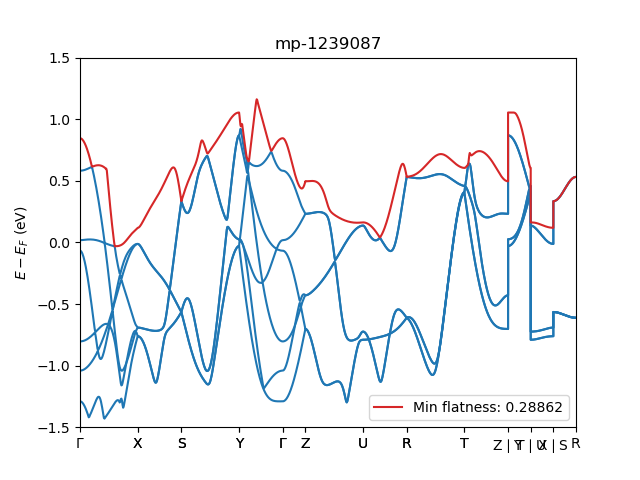 mp-1239087
E − E_F (eV)
1.5
1.0
0.5
0.0
−0.5
−1.0
−1.5
Min flatness: 0.28862
Γ X S Y Γ Z U R T Z | Y T | U X | S R